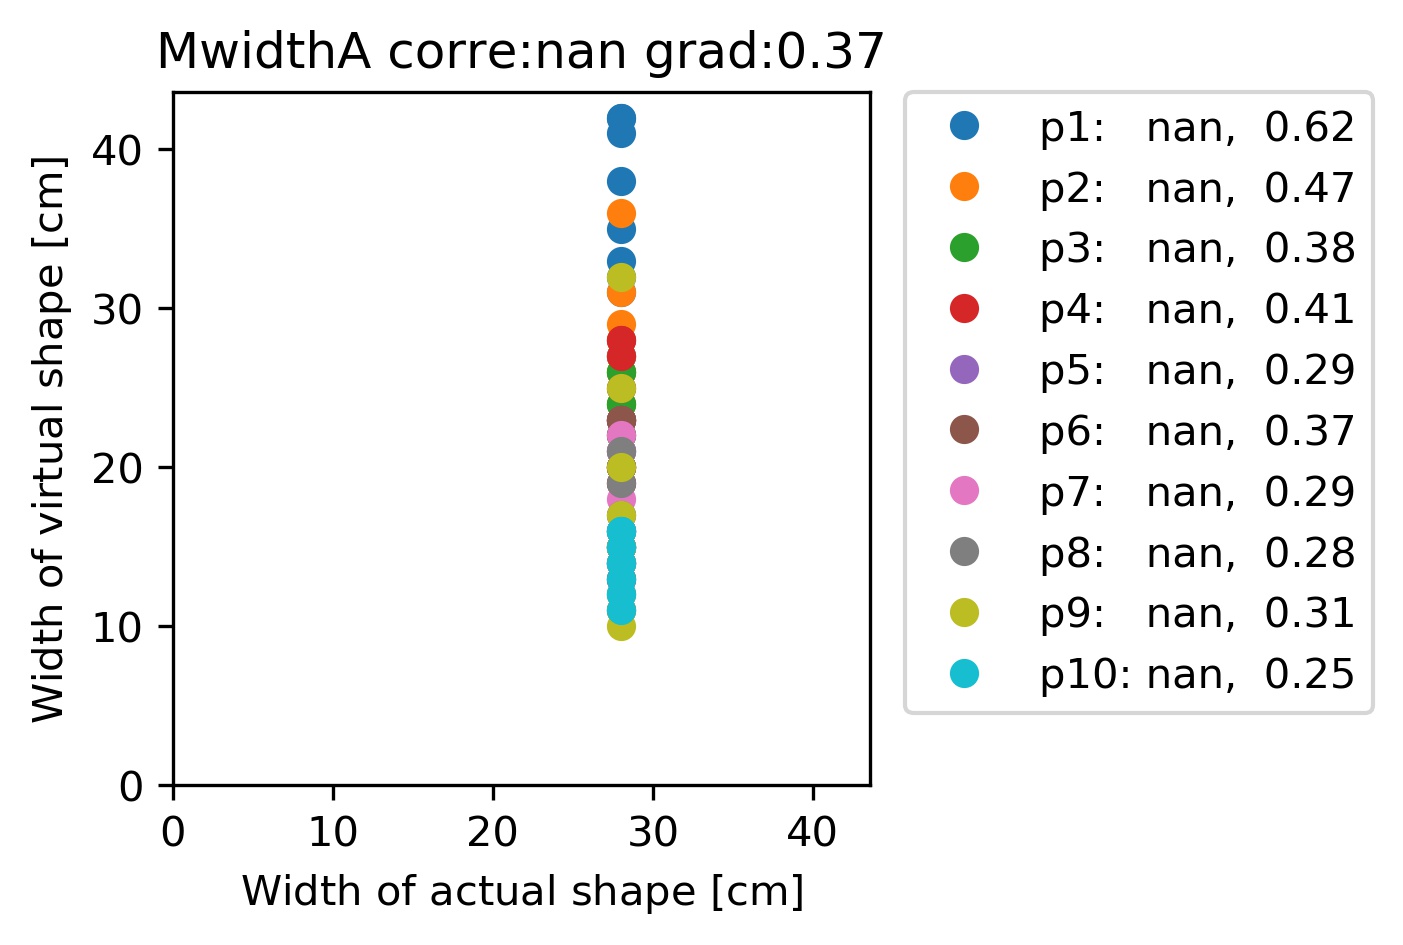 MwidthA corre:nan grad:0.37
Width of virtual shape [cm]
40
30
20
10
0
0 10 20 30 40
Width of actual shape [cm]
p1: nan, 0.62
p2: nan, 0.47
p3: nan, 0.38
p4: nan, 0.41
p5: nan, 0.29
p6: nan, 0.37
p7: nan, 0.29
p8: nan, 0.28
p9: nan, 0.31
p10: nan, 0.25